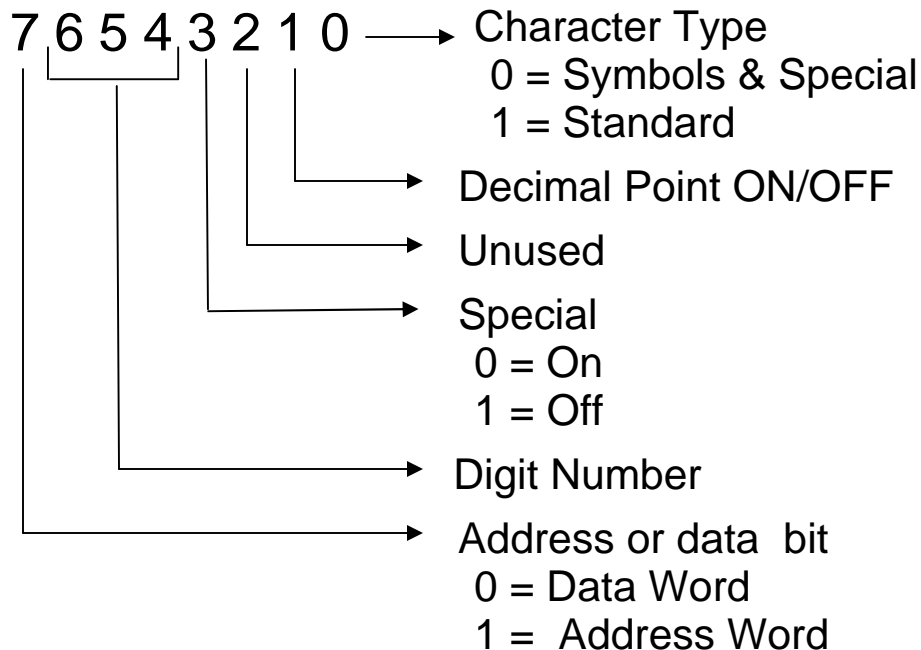 7 6 5 4 3 2 1 0
Character Type
0 = Symbols & Special
1 = Standard
Decimal Point ON/OFF
Unused
Special
0 = On
1 = Off
Digit Number
Address or data bit
0 = Data Word
1 = Address Word